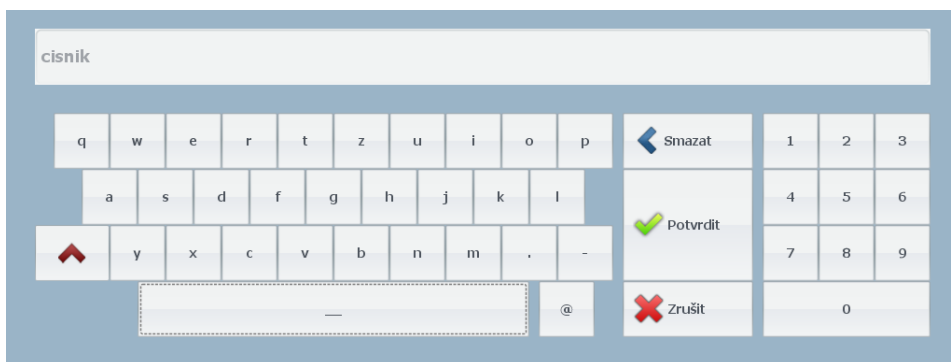 cisnik
q w e r t z u i o p Smazat 1 2 3
a s d f g h j k l 4 5 6
Potvrdit
y x c v b n m . - 7 8 9
_ @ Zrušit 0